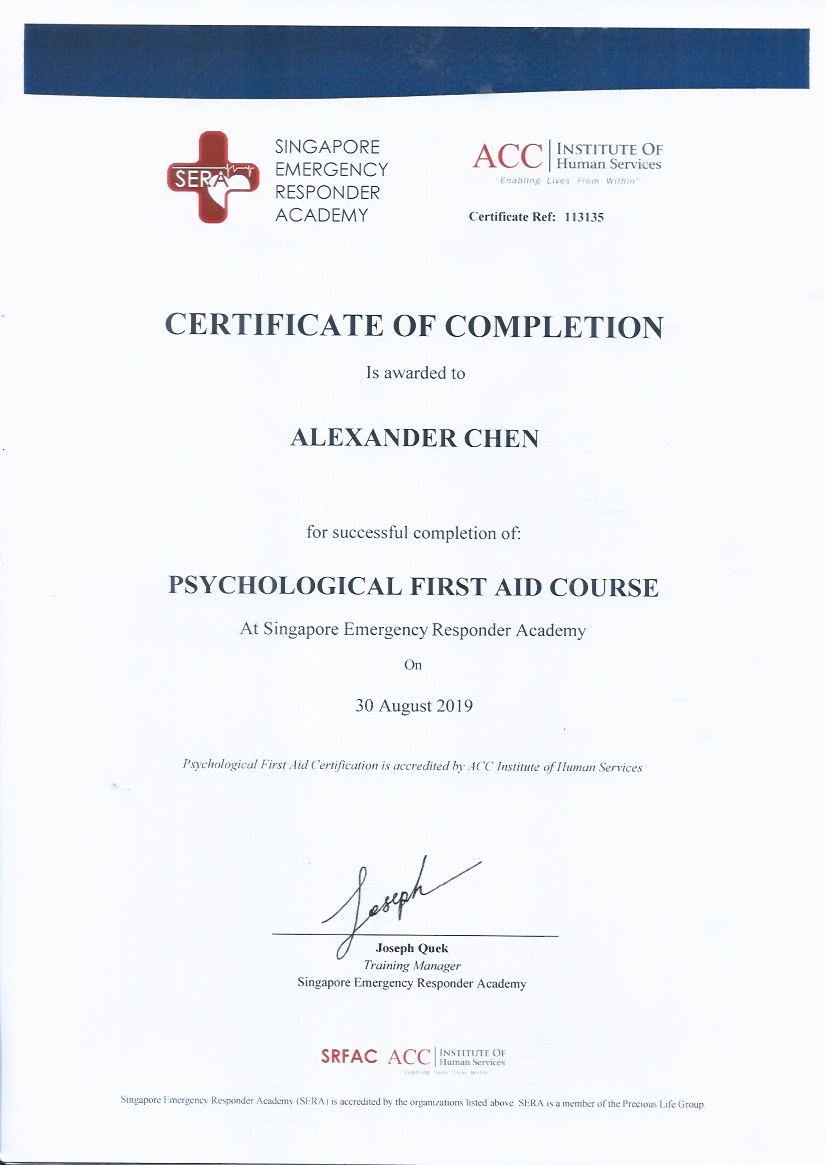 SERA
SINGAPORE
EMERGENCY
RESPONDER
ACADEMY
ACC INSTITUTE OF
Human Services
Enabling Lives From Within"
Certificate Ref: 113135
CERTIFICATE OF COMPLETION
Is awarded to
ALEXANDER CHEN
for successful completion of:
PSYCHOLOGICAL FIRST AID COURSE
At Singapore Emergency Responder Academy
On
30 August 2019
Psychological First Aid Certification is accredited by ACC Institute of Human Services
Joseph
Joseph Quek
Training Manager
Singapore Emergency Responder Academy
SRFAC ACC INSTITUTE OF
Human Services
Enabling Lives From Within"
Singapore Emergency Responder Academy (SERA) is accredited by the organizations listed above. SERA is a member of the Precious Life Group.